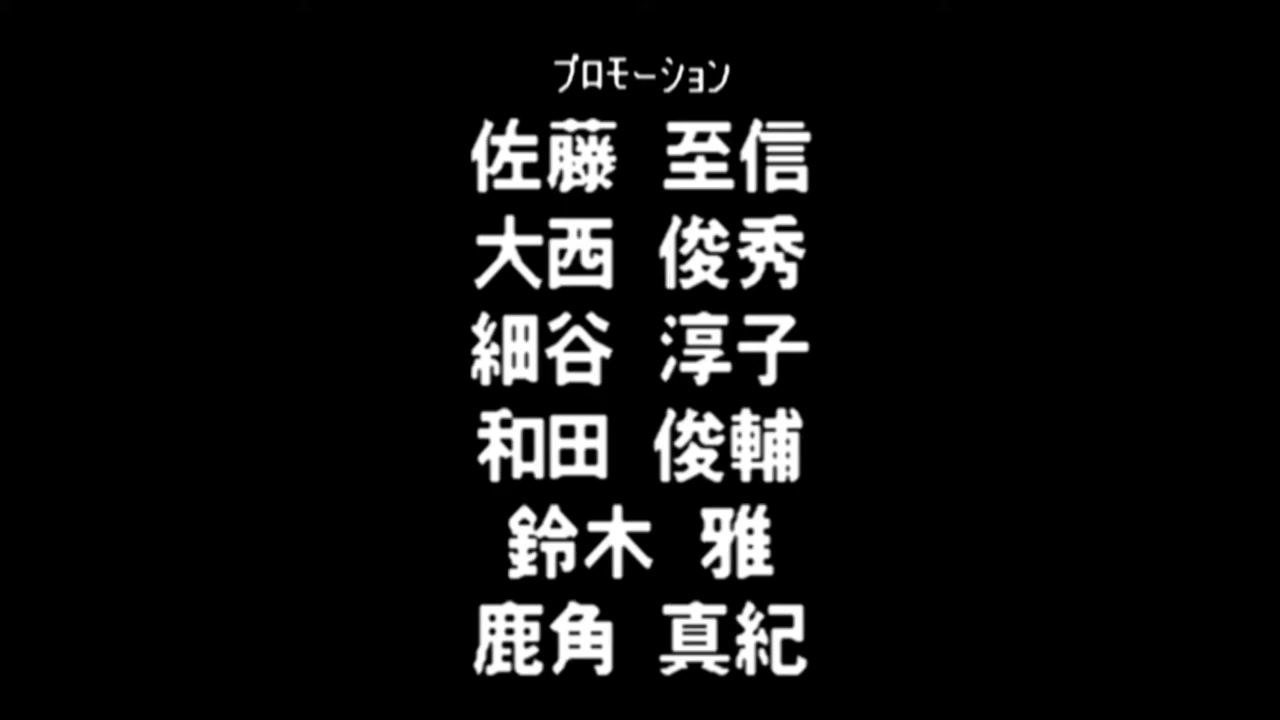 プロモーション
佐藤 至信
大西 俊秀
細谷 淳子
和田 俊輔
鈴木 雅
鹿角 真紀